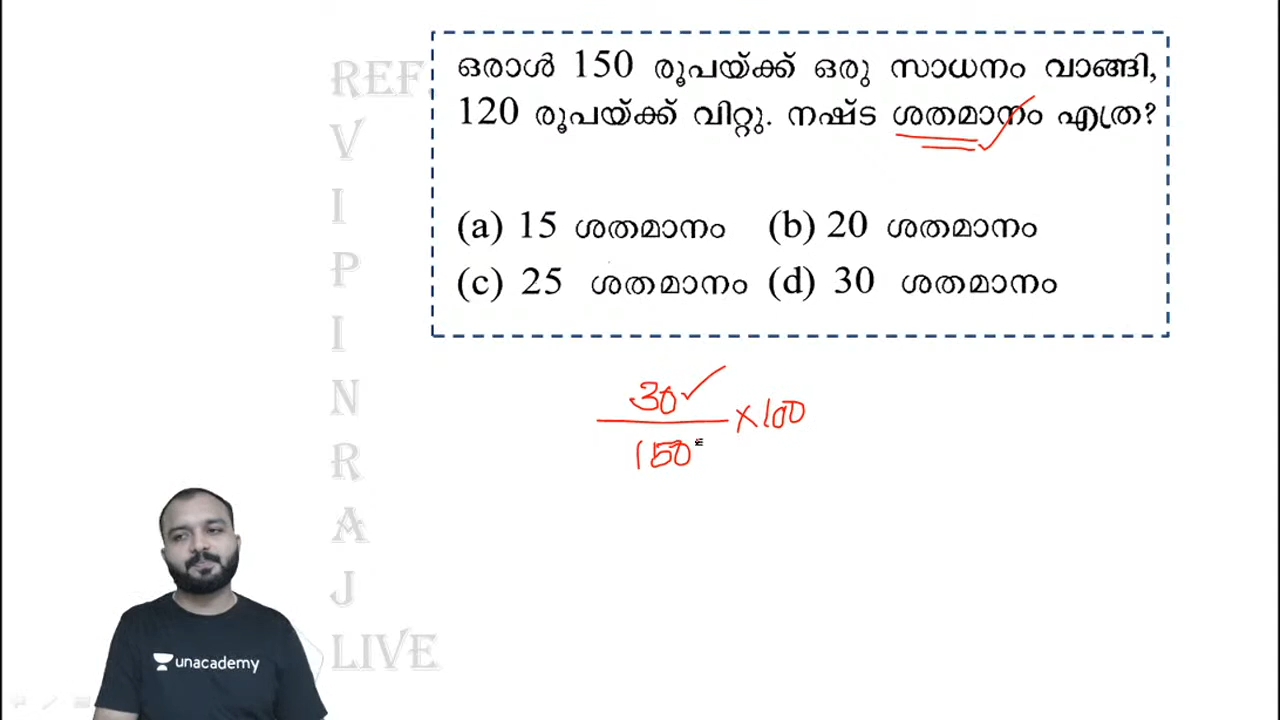 ഒരാൾ 150 രൂപയ്ക്ക് ഒരു സാധനം വാങ്ങി,
120 രൂപയ്ക്ക് വിറ്റു. നഷ്ട ശതമാനം എത്ര?
(a) 15 ശതമാനം (b) 20 ശതമാനം
(c) 25 ശതമാനം (d) 30 ശതമാനം
30
150
×100
REF.
V
I
P
I
N
R
A
J
LIVE
unacademy